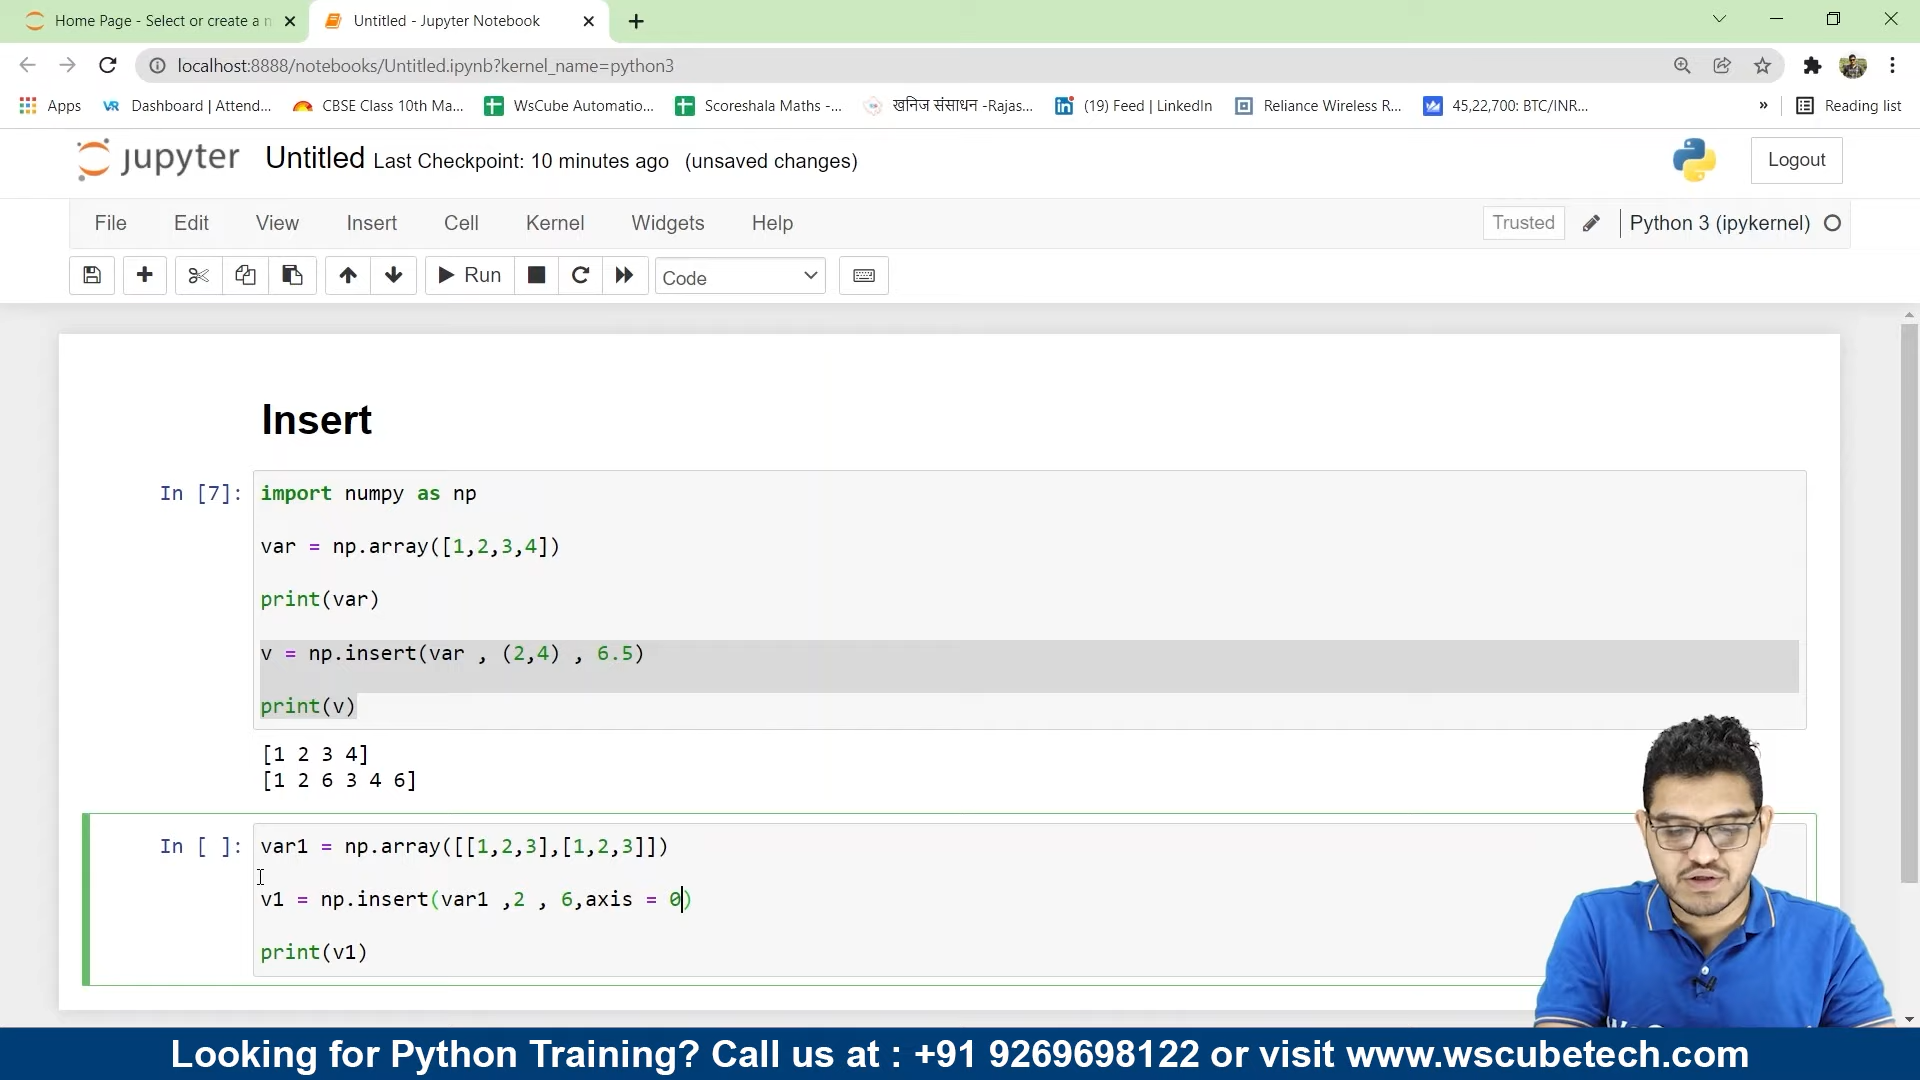 Home Page - Select or create a n
Untitled - Jupyter Notebook
localhost:8888/notebooks/Untitled.ipynb?kernel_name=python3
Apps
Dashboard | Attend...
CBSE Class 10th Ma...
WsCube Automatio...
Scoreshala Maths -...
खनिज संसाधन -Rajas...
(19) Feed | LinkedIn
Reliance Wireless R...
45,22,700: BTC/INR...
»
Reading list
jupyter Untitled Last Checkpoint: 10 minutes ago (unsaved changes)
Logout
File Edit View Insert Cell Kernel Widgets Help
Trusted
Python 3 (ipykernel)
Run
Code
Insert
In [7]:
import numpy as np
var = np.array([1,2,3,4])
print(var)
v = np.insert(var , (2,4) , 6.5)
print(v)
[1 2 3 4]
[1 2 6 3 4 6]
In [ ]:
var1 = np.array([[1,2,3],[1,2,3]])
v1 = np.insert(var1 ,2 , 6,axis = 0)
print(v1)
Looking for Python Training? Call us at : +91 9269698122 or visit www.wscubetech.com